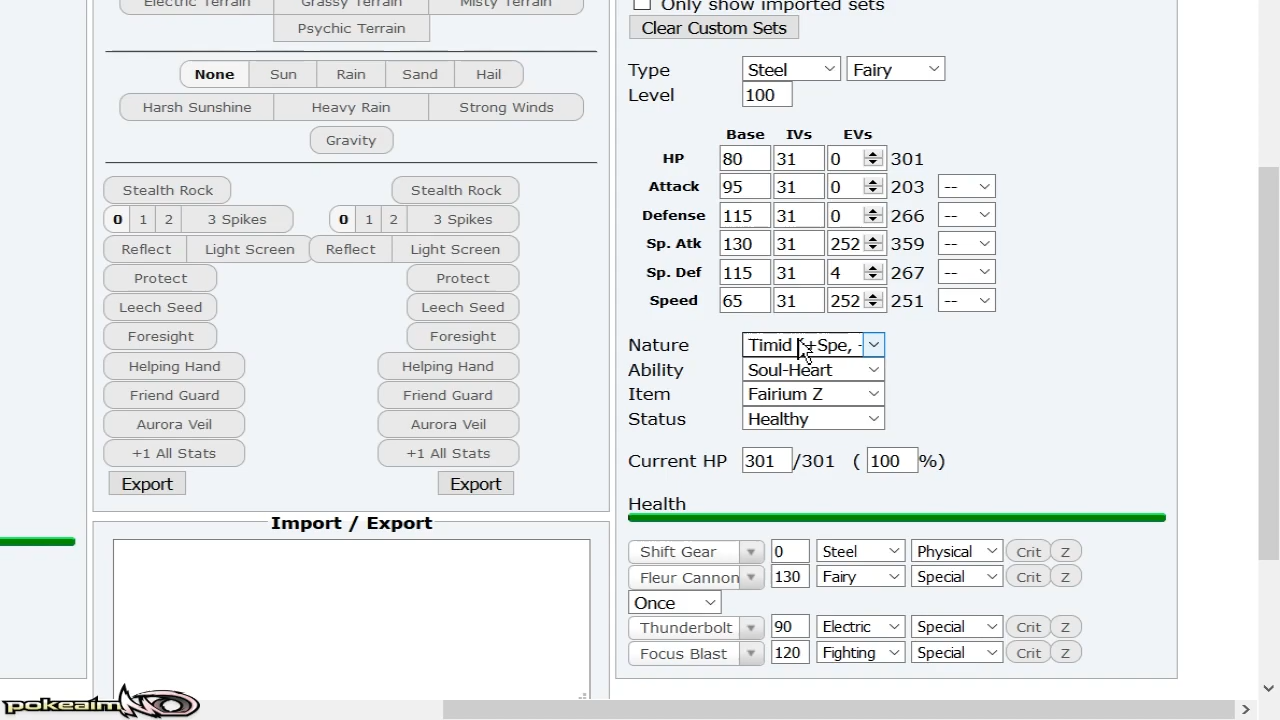 Electric Terrain Grassy Terrain Misty Terrain
Psychic Terrain
None Sun Rain Sand Hail
Harsh Sunshine Heavy Rain Strong Winds
Gravity
Stealth Rock Stealth Rock
0 1 2 3 Spikes 0 1 2 3 Spikes
Reflect Light Screen Reflect Light Screen
Protect Protect
Leech Seed Leech Seed
Foresight Foresight
Helping Hand Helping Hand
Friend Guard Friend Guard
Aurora Veil Aurora Veil
+1 All Stats +1 All Stats
Export Export
Import / Export
Only show imported sets
Clear Custom Sets
Type Steel Fairy
Level 100
Base IVs EVs
HP 80 31 0 301
Attack 95 31 0 203 --
Defense 115 31 0 266 --
Sp. Atk 130 31 252 359 --
Sp. Def 115 31 4 267 --
Speed 65 31 252 251 --
Nature Timid (+Spe, -
Ability Soul-Heart
Item Fairium Z
Status Healthy
Current HP 301 /301 ( 100 %)
Health
Shift Gear 0 Steel Physical Crit Z
Fleur Cannon 130 Fairy Special Crit Z
Once
Thunderbolt 90 Electric Special Crit Z
Focus Blast 120 Fighting Special Crit Z
pokeaimMD